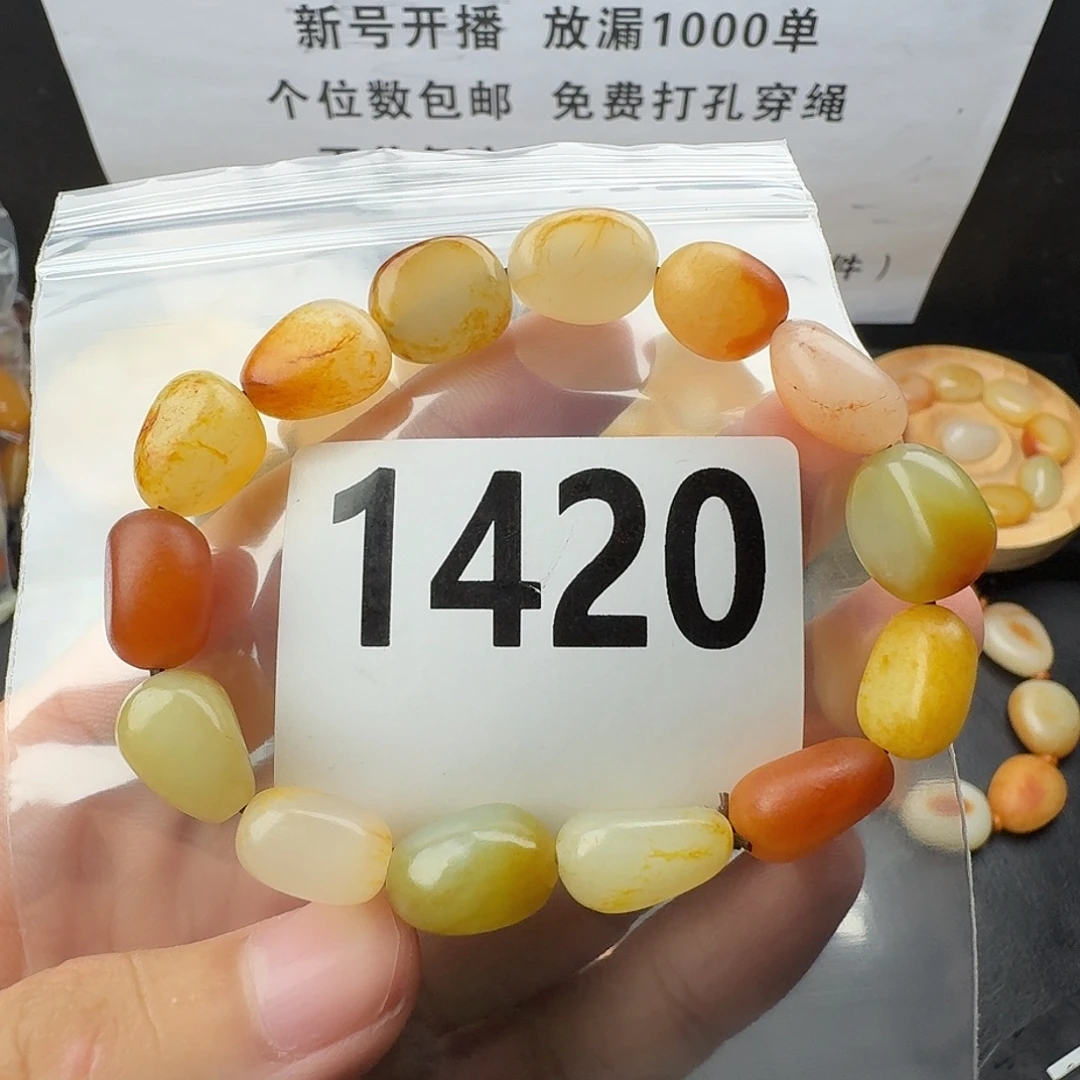 新号开播 放漏1000单
个位数包邮 免费打孔穿绳
件）
1420